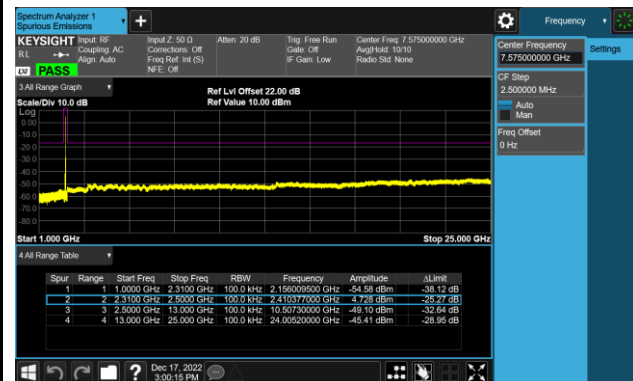 Spectrum Analyzer 1
Spurious Emissions
+
Frequency
KEYSIGHT Input: RF Input Z: 50 Ω Atten: 20 dB Trig: Free Run Center Freq: 7.575000000 GHz
RL Coupling: AC Corrections: Off Gate: Off Avg|Hold: 10/10
Align: Auto Freq Ref: Int (S) IF Gain: Low Radio Std: None
NFE: Off
PASS
Center Frequency
7.575000000 GHz
Settings
CF Step
2.500000 MHz
Auto
Man
Freq Offset
0 Hz
3 All Range Graph
Ref Lvl Offset 22.00 dB
Scale/Div 10.0 dB Ref Value 10.00 dBm
Log
0.00
-10.0
-20.0
-30.0
-40.0
-50.0
-60.0
-70.0
-80.0
Start 1.000 GHz Stop 25.000 GHz
4 All Range Table
Spur Range Start Freq Stop Freq RBW Frequency Amplitude ΔLimit
1 1 1.0000 GHz 2.3100 GHz 100.0 kHz 2.156009500 GHz -54.58 dBm -38.12 dB
2 2 2.3100 GHz 2.5000 GHz 100.0 kHz 2.410377000 GHz 4.728 dBm -25.27 dB
3 3 2.5000 GHz 13.000 GHz 100.0 kHz 10.50730000 GHz -49.10 dBm -32.64 dB
4 4 13.000 GHz 25.000 GHz 100.0 kHz 24.00520000 GHz -45.41 dBm -28.95 dB
? Dec 17, 2022
3:00:15 PM